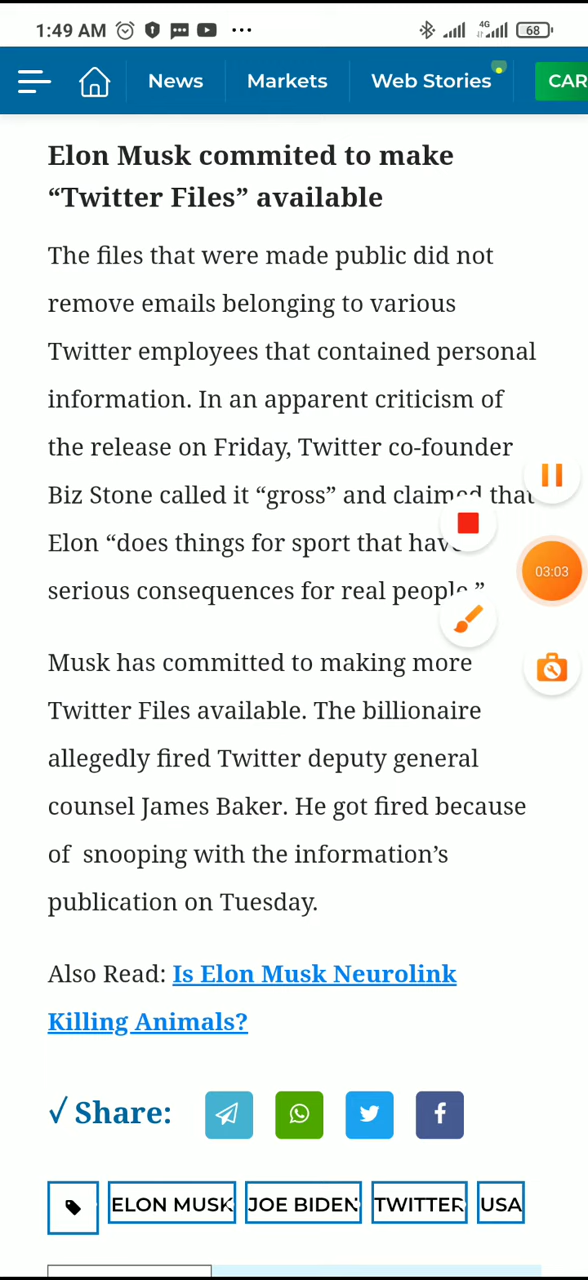 1:49 AM
4G
68
News Markets Web Stories CAR
Elon Musk commited to make
“Twitter Files” available
The files that were made public did not
remove emails belonging to various
Twitter employees that contained personal
information. In an apparent criticism of
the release on Friday, Twitter co-founder
Biz Stone called it “gross” and claimed that
Elon “does things for sport that have
serious consequences for real people.”
03:03
Musk has committed to making more
Twitter Files available. The billionaire
allegedly fired Twitter deputy general
counsel James Baker. He got fired because
of snooping with the information’s
publication on Tuesday.
Also Read: Is Elon Musk Neurolink
Killing Animals?
√ Share:
ELON MUSK JOE BIDEN TWITTER USA